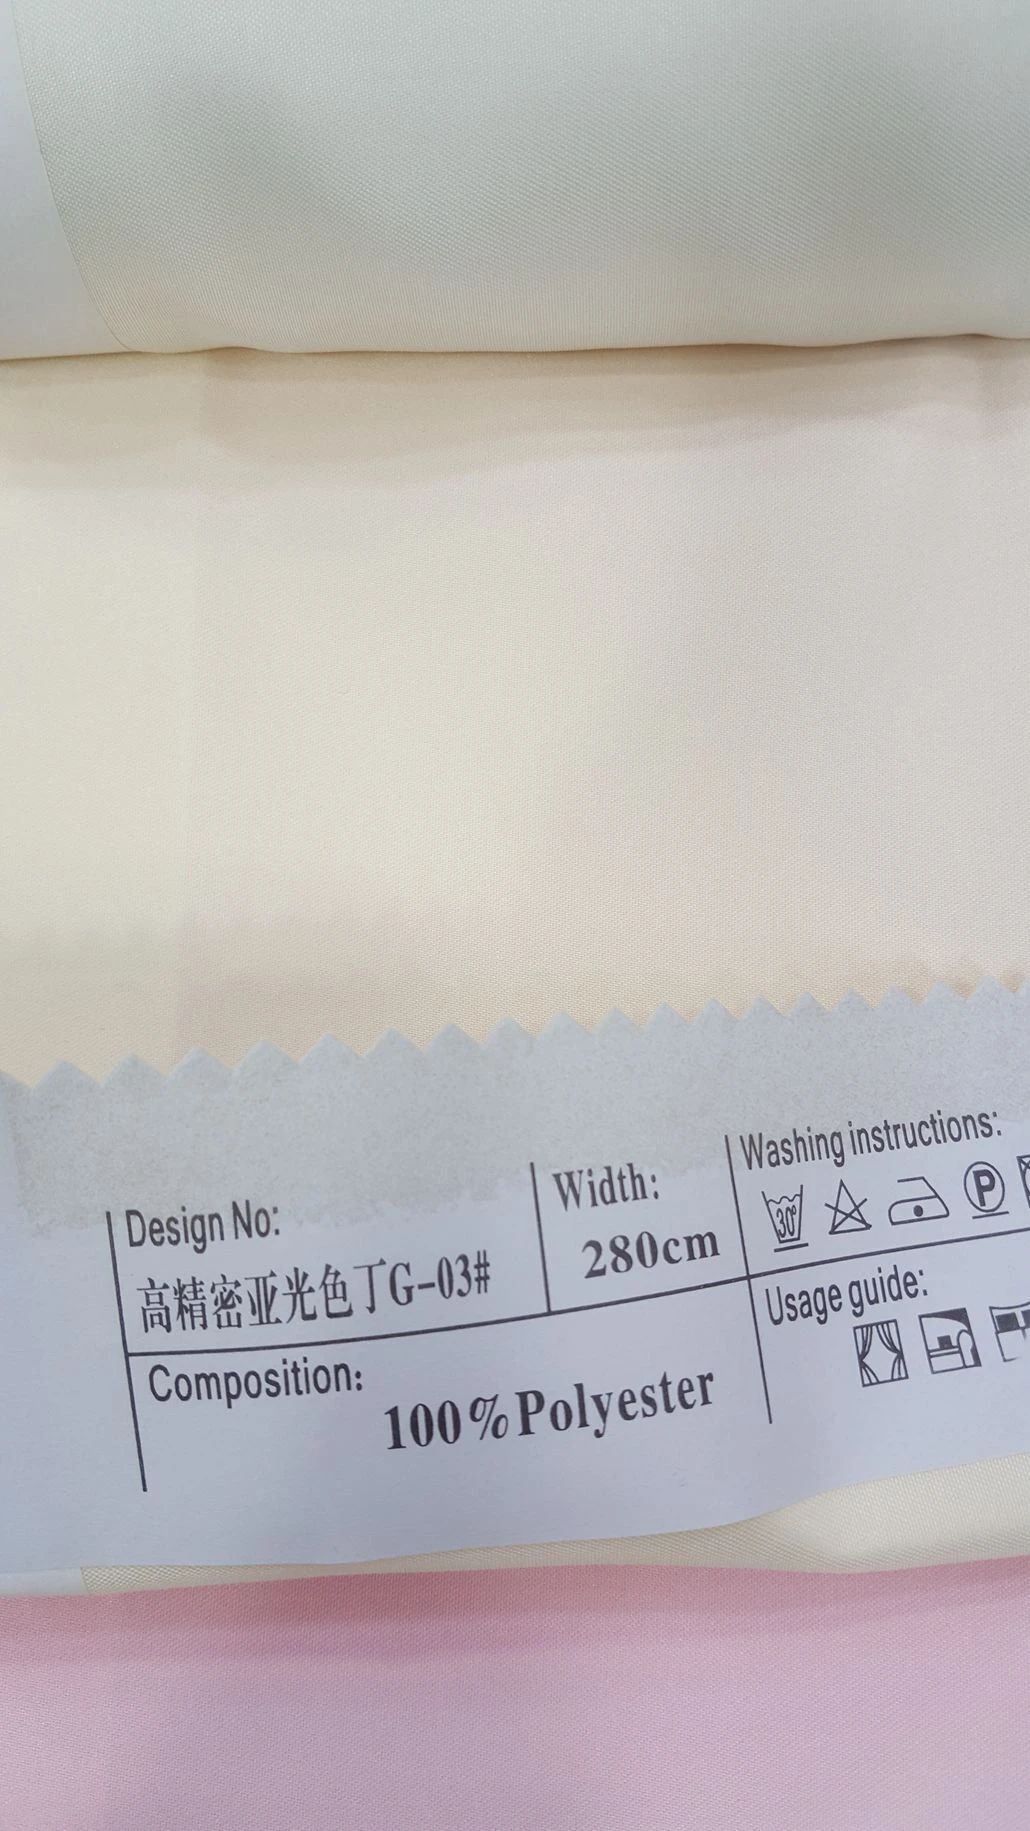 Design No:
高精密亚光色丁G-03#
Width:
280cm
Washing instructions:
30°
P
Composition:
100%Polyester
Usage guide: